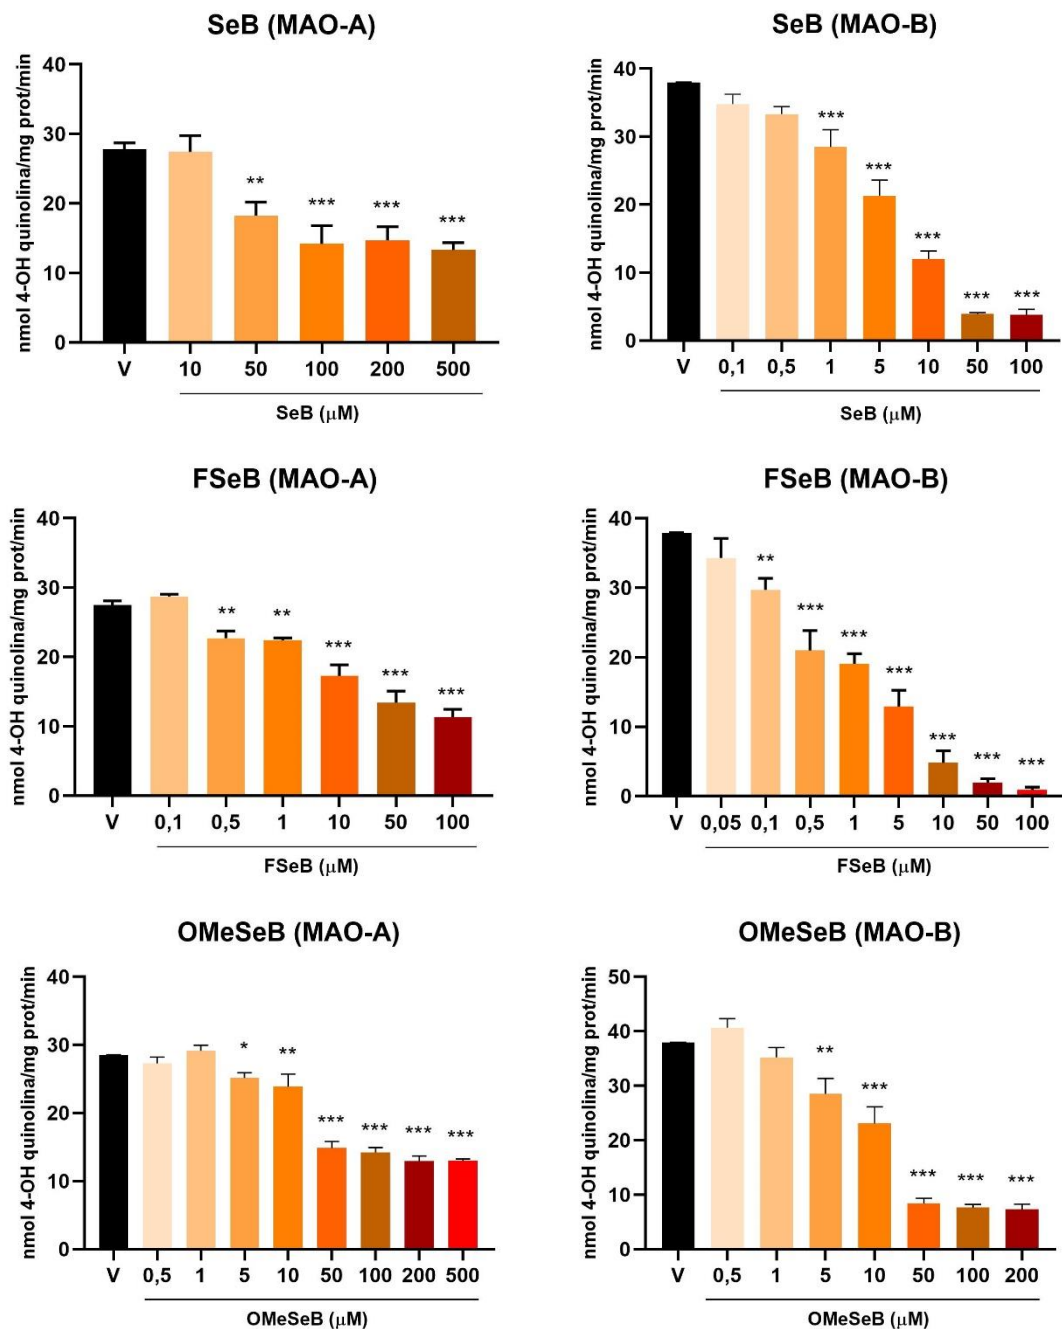 SeB (MAO-A)
nmol 4-OH quinolina/mg prot/min
40
30
20
10
0
** *** *** ***
V 10 50 100 200 500
SeB (μM)
SeB (MAO-B)
nmol 4-OH quinolina/mg prot/min
40
30
20
10
0
*** *** *** *** ***
V 0,1 0,5 1 5 10 50 100
SeB (μM)
FSeB (MAO-A)
nmol 4-OH quinolina/mg prot/min
40
30
20
10
0
** ** *** *** ***
V 0,1 0,5 1 10 50 100
FSeB (μM)
FSeB (MAO-B)
nmol 4-OH quinolina/mg prot/min
40
30
20
10
0
** *** *** *** *** *** ***
V 0,05 0,1 0,5 1 5 10 50 100
FSeB (μM)
OMeSeB (MAO-A)
nmol 4-OH quinolina/mg prot/min
40
30
20
10
0
* ** *** *** *** ***
V 0,5 1 5 10 50 100 200 500
OMeSeB (μM)
OMeSeB (MAO-B)
nmol 4-OH quinolina/mg prot/min
50
40
30
20
10
0
** *** *** *** ***
V 0,5 1 5 10 50 100 200
OMeSeB (μM)